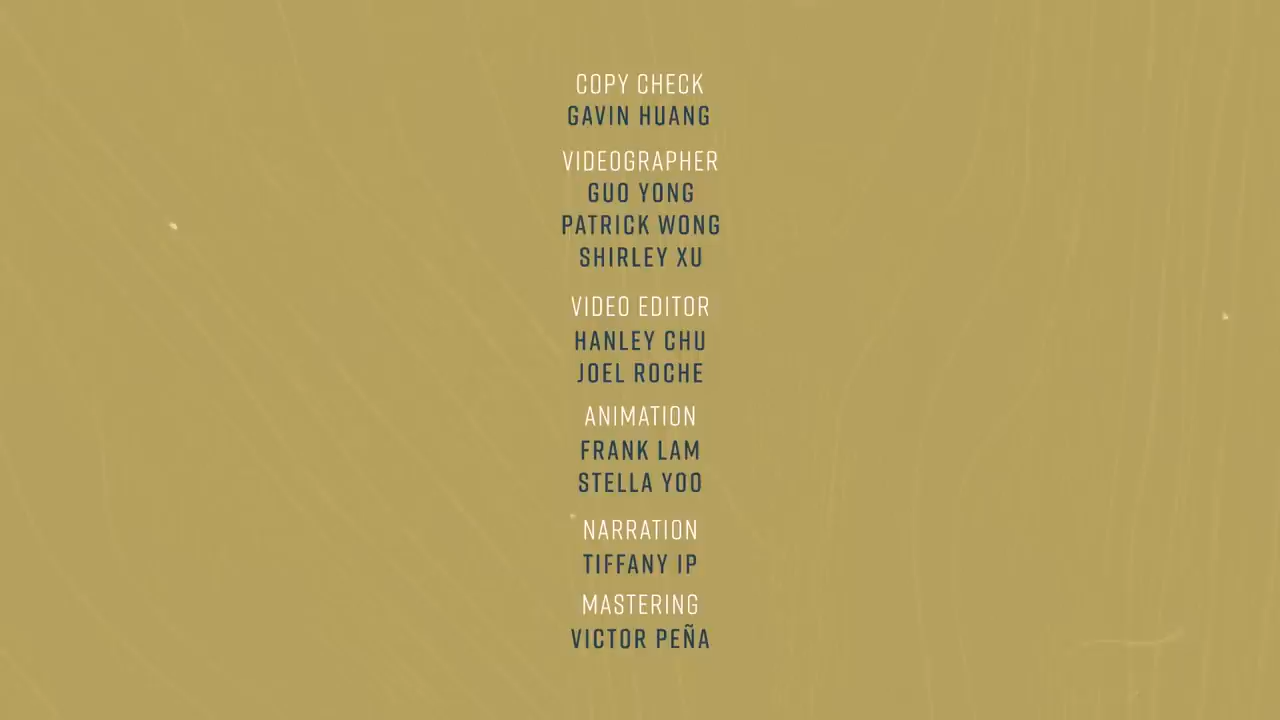 COPY CHECK
GAVIN HUANG
VIDEOGRAPHER
GUO YONG
PATRICK WONG
SHIRLEY XU
VIDEO EDITOR
HANLEY CHU
JOEL ROCHE
ANIMATION
FRANK LAM
STELLA YOO
NARRATION
TIFFANY IP
MASTERING
VICTOR PEÑA